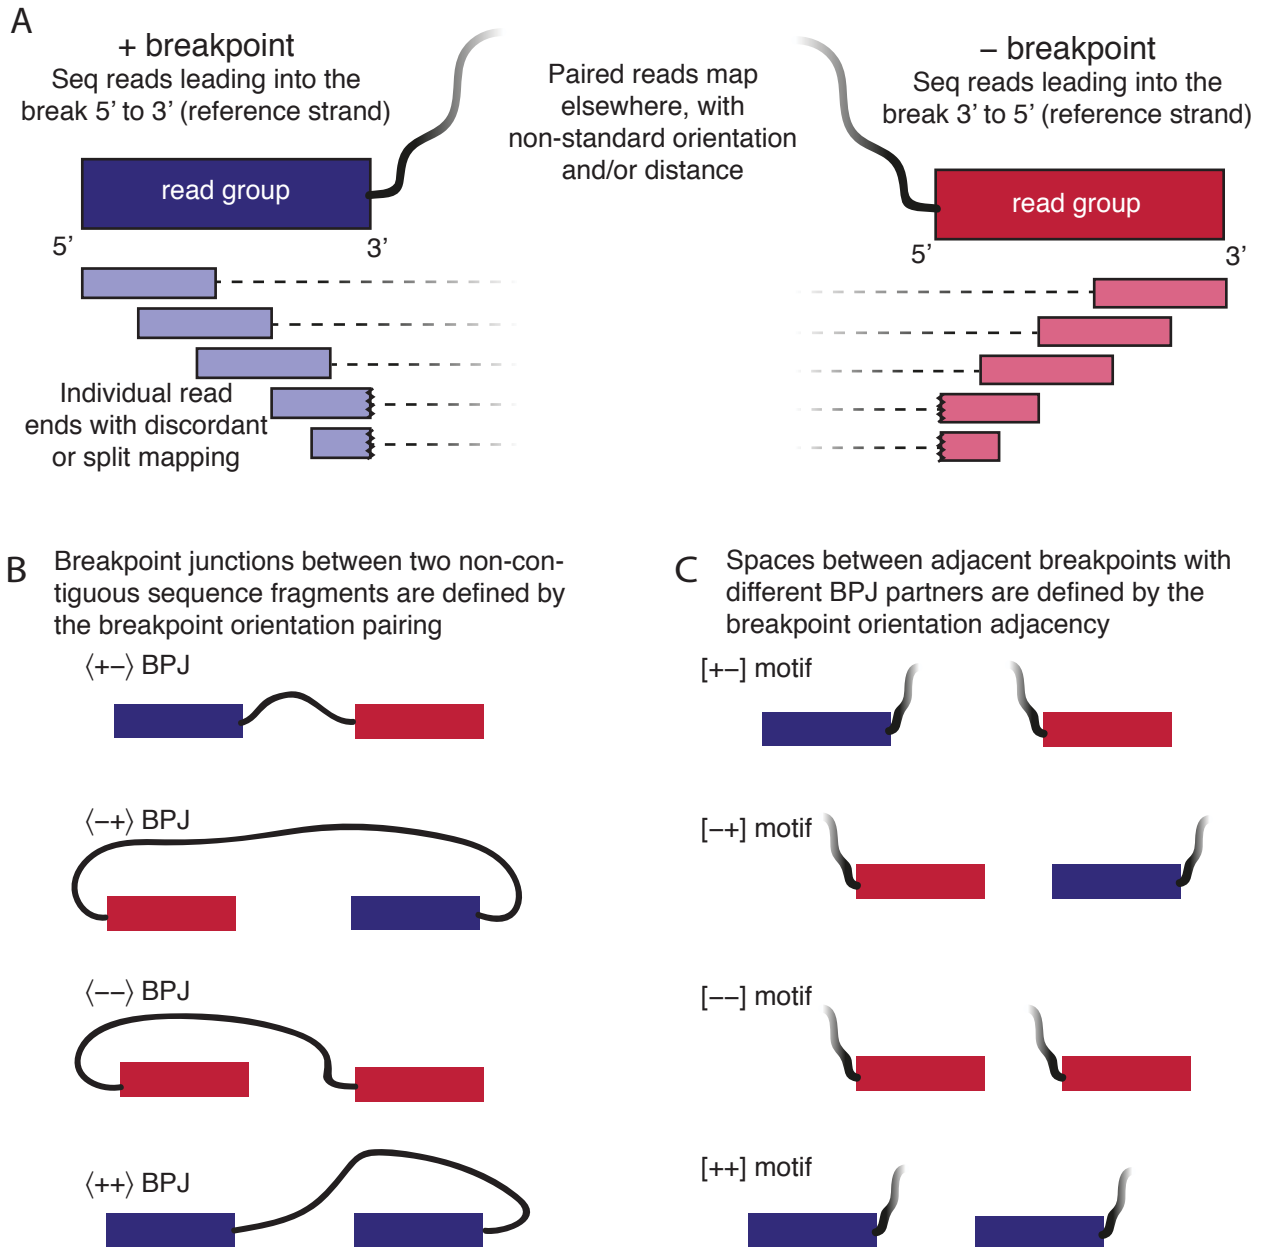 A
+ breakpoint
Seq reads leading into the
break 5’ to 3’ (reference strand)
Paired reads map
elsewhere, with
non-standard orientation
and/or distance
– breakpoint
Seq reads leading into the
break 3’ to 5’ (reference strand)
read group
5’
3’
read group
5’
3’
Individual read
ends with discordant
or split mapping
B
Breakpoint junctions between two non-con-
tiguous sequence fragments are defined by
the breakpoint orientation pairing
⟨+−⟩ BPJ
⟨−+⟩ BPJ
⟨−−⟩ BPJ
⟨++⟩ BPJ
C
Spaces between adjacent breakpoints with
different BPJ partners are defined by the
breakpoint orientation adjacency
[+−] motif
[−+] motif
[−−] motif
[++] motif